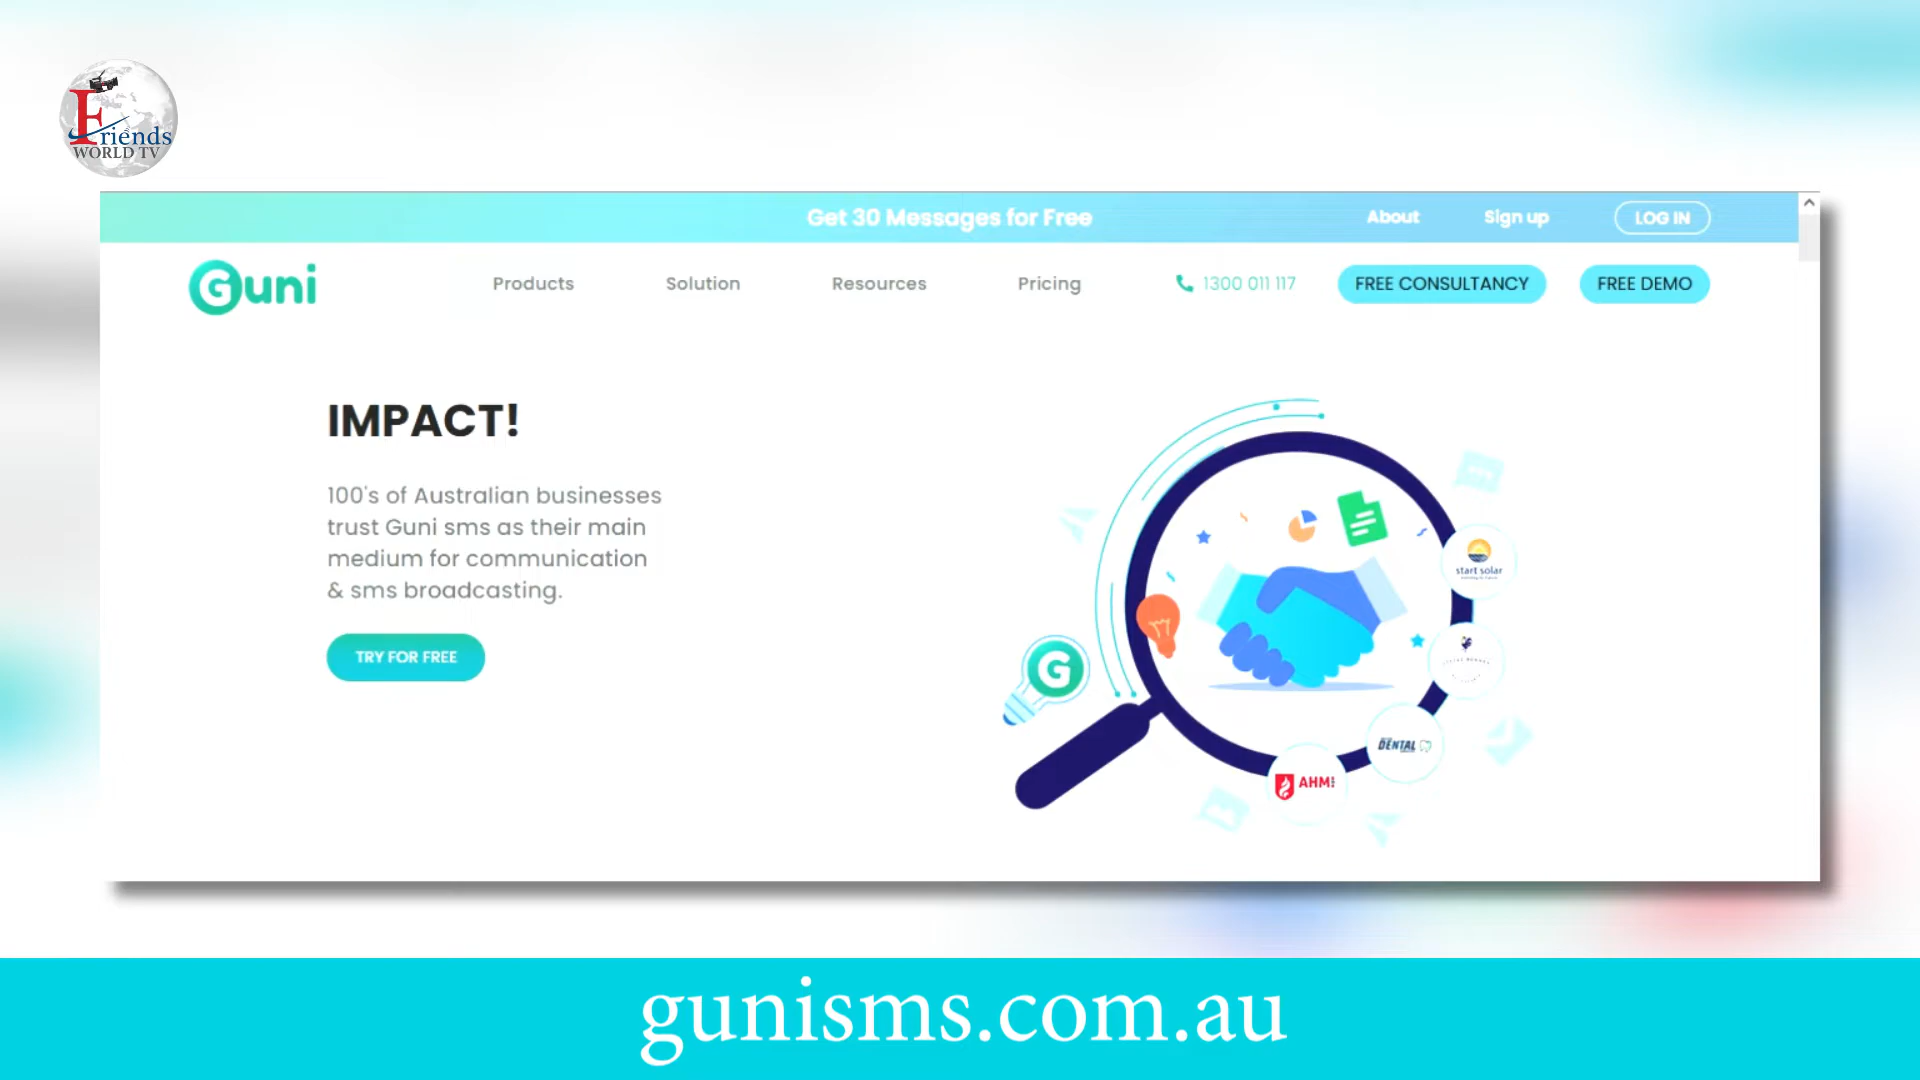 Friends
WORLD TV
Get 30 Messages for Free
About
Sign up
LOG IN
Guni
Products
Solution
Resources
Pricing
1300 011 117
FREE CONSULTANCY
FREE DEMO
IMPACT!
100's of Australian businesses
trust Guni sms as their main
medium for communication
& sms broadcasting.
TRY FOR FREE
G
start solar
DENTAL
AHM
gunisms.com.au